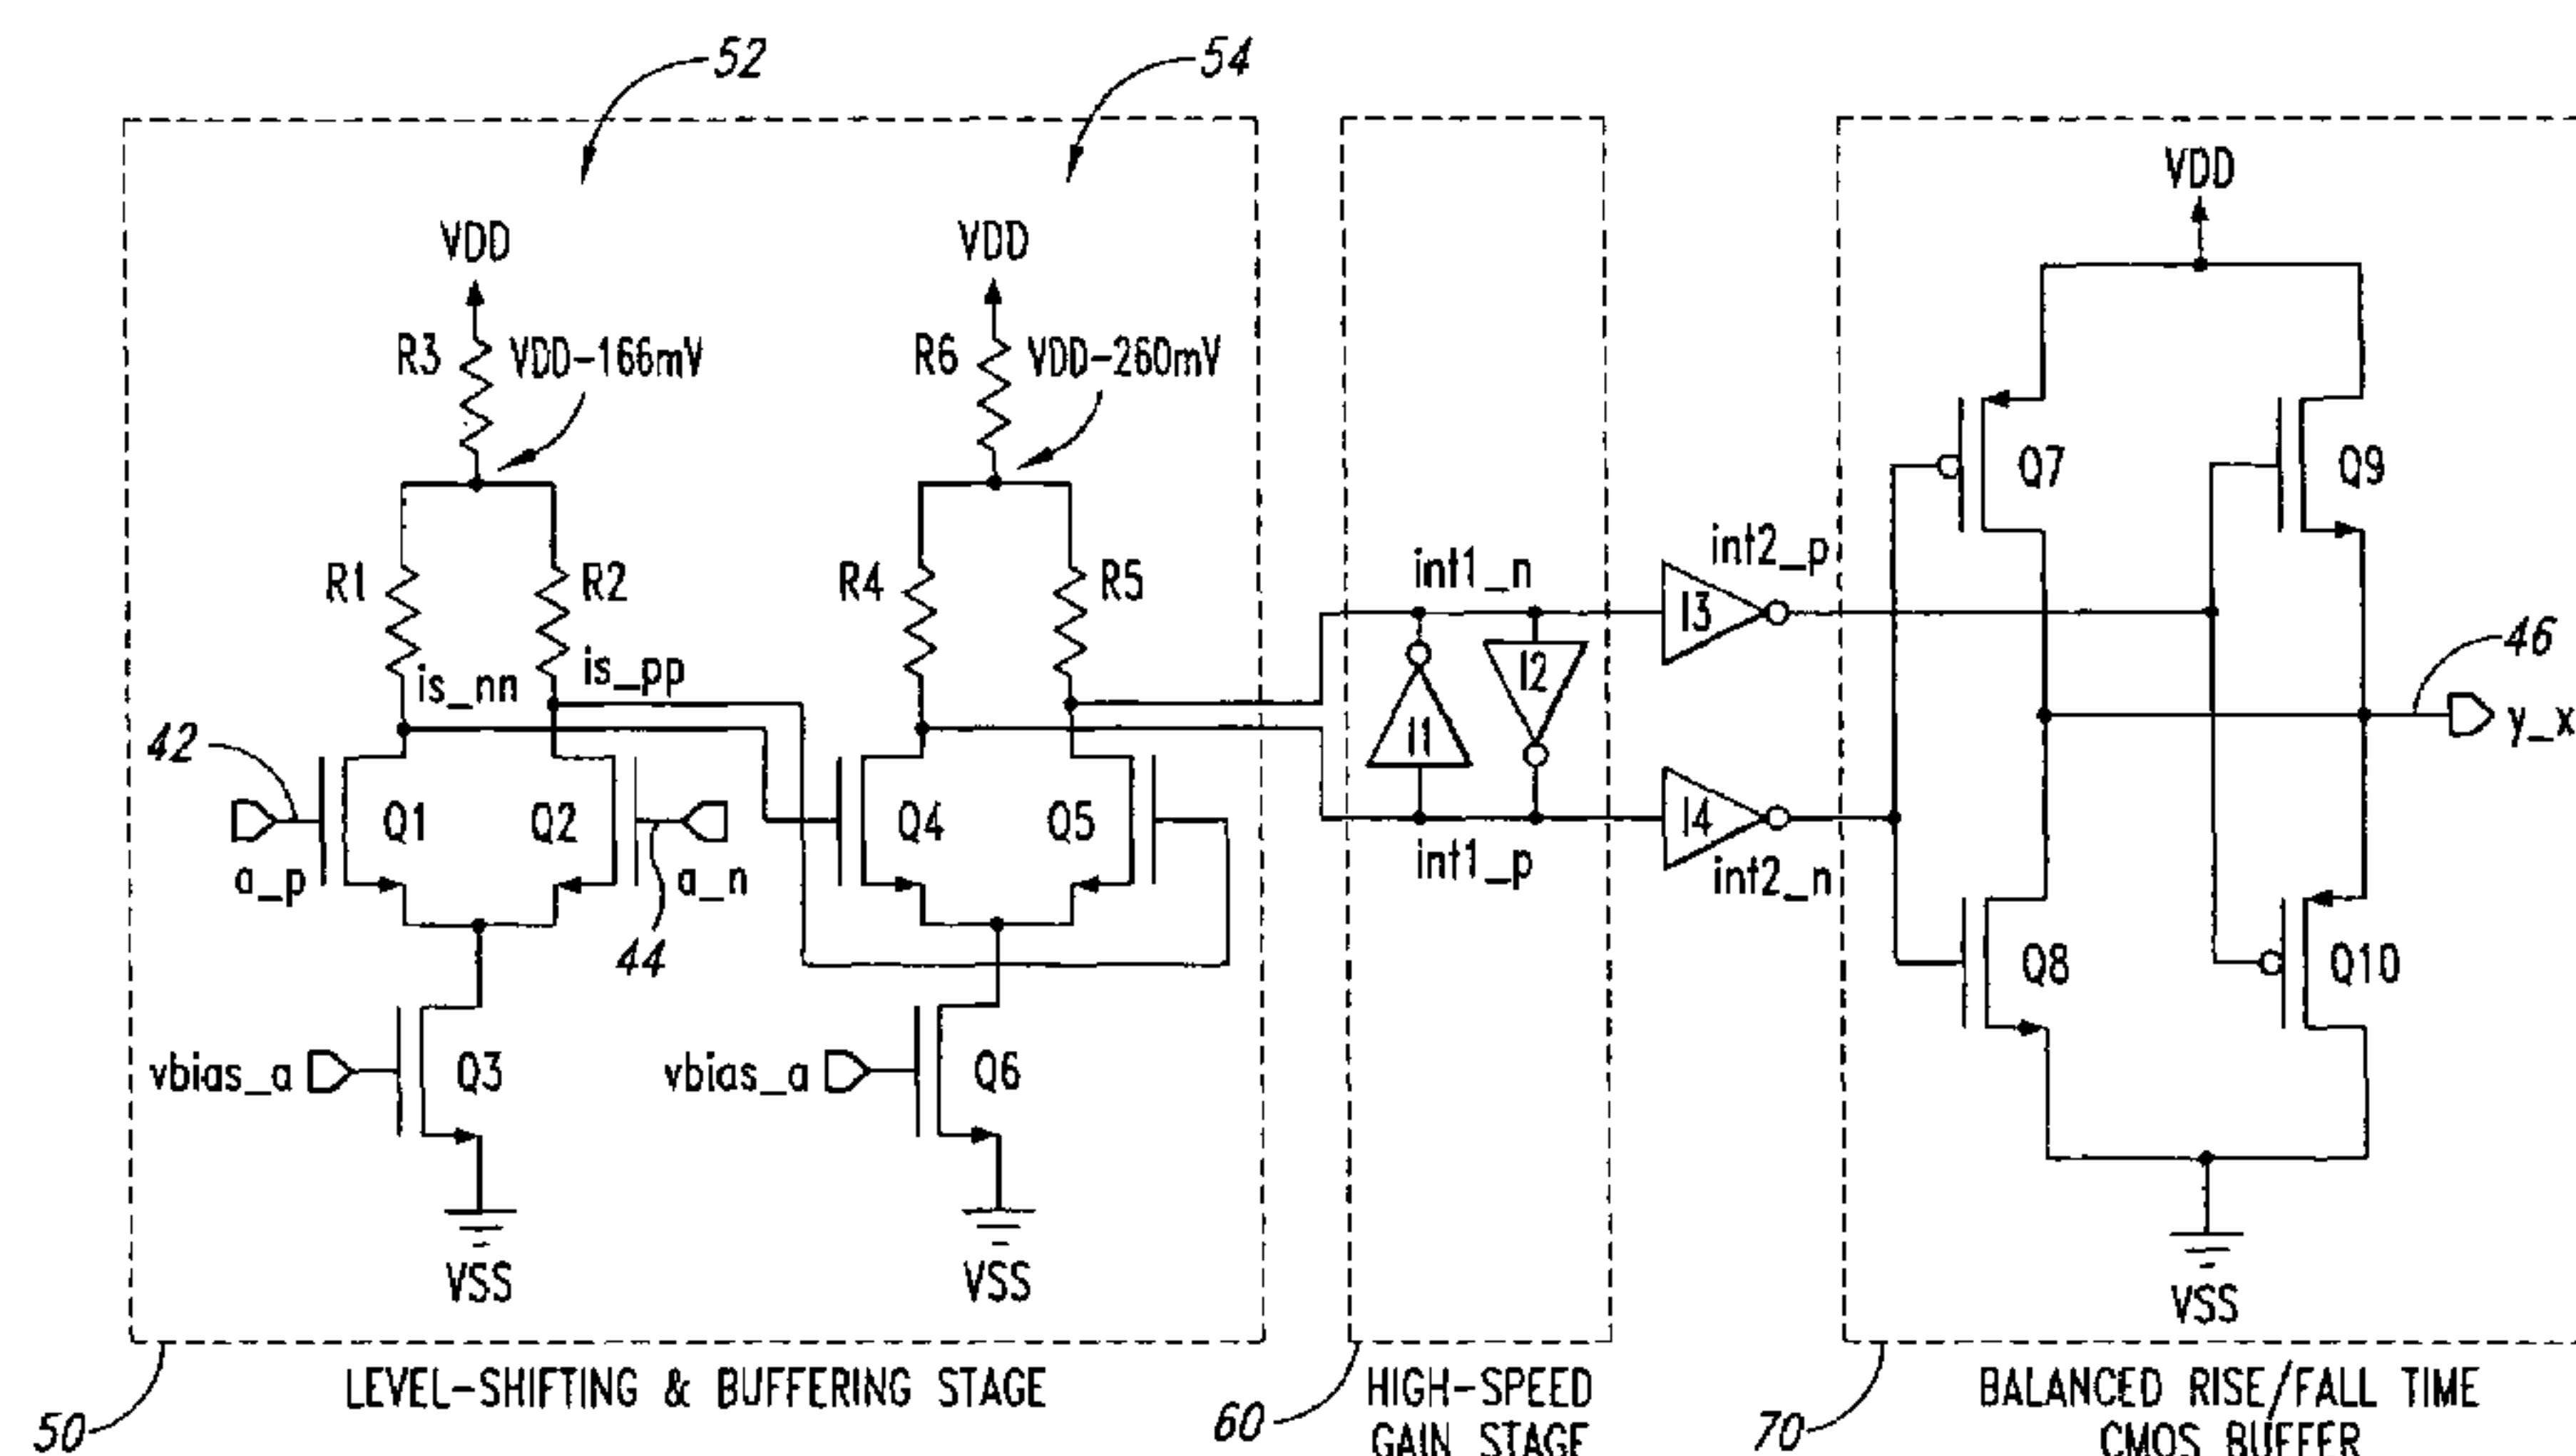 52
54
VDD
VDD
VDD
R3
VDD-166mV
R6
VDD-260mV
Q7
Q9
R1
R2
R4
R5
int1_n
int2_p
I3
is_nn
is_pp
I2
46
42
I1
y_x
Q1
Q2
Q4
Q5
I4
a_p
a_n
int1_p
int2_n
44
Q8
Q10
vbias_a
Q3
vbias_a
Q6
VSS
VSS
VSS
LEVEL-SHIFTING & BUFFERING STAGE
HIGH-SPEED
GAIN STAGE
BALANCED RISE/FALL TIME
CMOS BUFFER
50
60
70